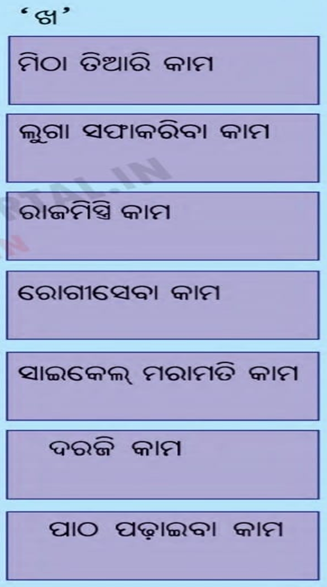 ‘ଖ’
ମିଠା ତିଆରି କାମ
ଲୁଗା ସଫାକରିବା କାମ
ରାଜମିସ୍ତ୍ରି କାମ
ରୋଗୀସେବା କାମ
ସାଇକେଲ୍ ମରାମତି କାମ
ଦରଜି କାମ
ପାଠ ପଢ଼ାଇବା କାମ